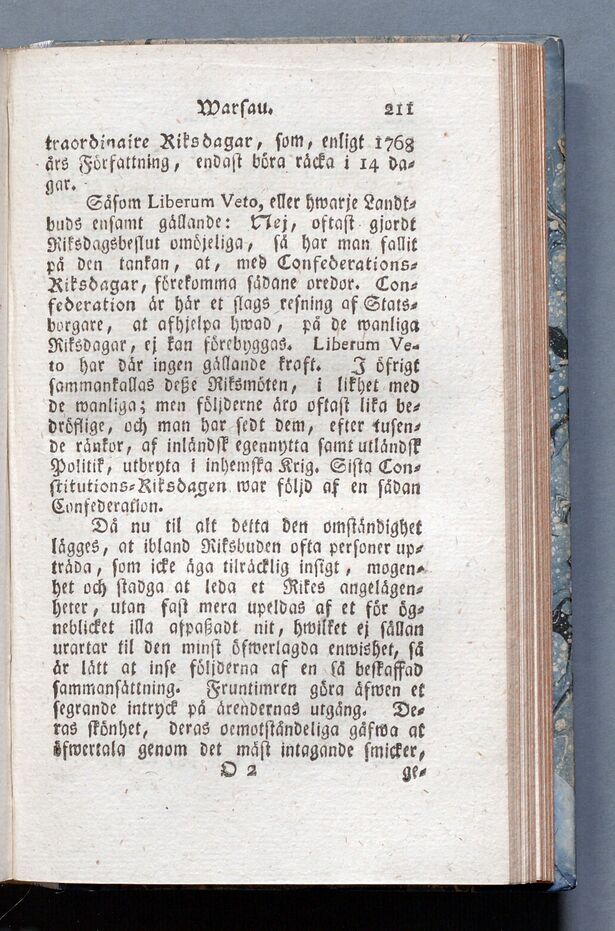 Warsau. 211
traordinaire Riksdagar, som, enligt 1768
års Författning, endast böra räcka i 14 da-
gar.
Såsom Liberum Veto, eller hwarje Landt-
buds ensamt gällande: Nej, oftast gjordt
Riksdagsbeslut omöjeliga, så har man fallit
på den tankan, at, med Confederations-
Riksdagar, förekomma sådane oredor. Con-
federation är här et slags resning af Stats-
borgare, at afhjelpa hwad, på de wanliga
Riksdagar, ej kan förebyggas. Liberum Ve-
to har där ingen gällande kraft. I öfrigt
sammankallas deße Riksmöten, i likhet med
de wanliga; men följderne äro oftast lika be-
dröflige, och man har sedt dem, efter tusen-
de ränkor, af inländsk egennytta samt utländsk
Politik, utbryta i inhemska Krig. Sista Con-
stitutions-Riksdagen war följd af en sådan
Confederation.
Då nu til alt detta den omständighet
lägges, at ibland Riksbuden ofta personer up-
träda, som icke äga tilräcklig insigt, mogen-
het och stadga at leda et Rikes angelägen-
heter, utan fast mera upeldas af et för ög-
neblicket illa aspaßadt nit, hwilket ej sällan
urartar til den minst öfwerlagda enwishet, så
är lätt at inse följderna af en så beskaffad
sammansättning. Fruntimren göra äfwen et
segrande intryck på ärendernas utgång. De-
ras skönhet, deras oemotståndeliga gåfwa at
öfwertala genom det mäst intagande smicker,
O 2 ge-